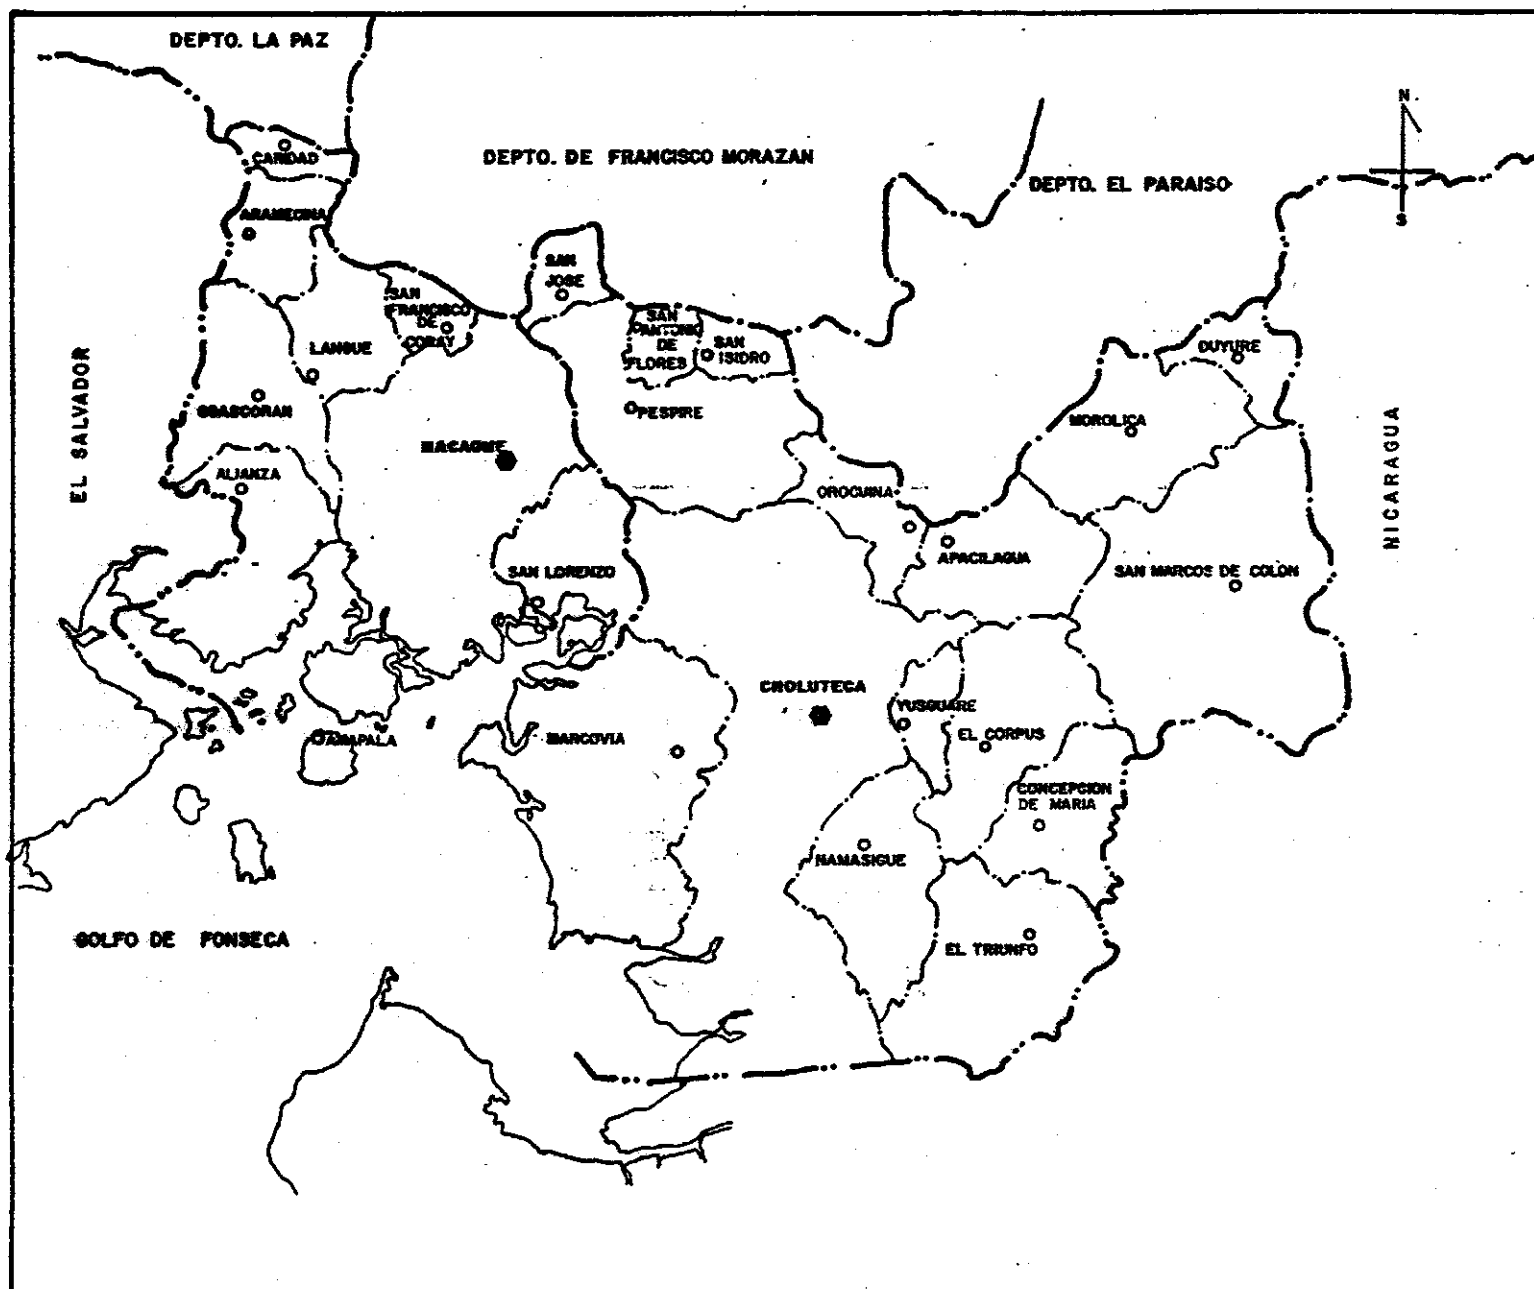 DEPTO. LA PAZ
N.
CARIDAD
DEPTO. DE FRANCISCO MORAZAN
DEPTO. EL PARAISO
ARAMECINA
S
SAN
JOSE
SAN
FRANCISCO
DE
CORAY
SAN
ANTONIO
DE
FLORES
SAN
ISIDRO
LANGUE
DUYURE
EL SALVADOR
GOASCORAN
PESPIRE
MOROLICA
NACAOME
NICARAGUA
ALIANZA
OROCUINA
APACILAGUA
SAN LORENZO
SAN MARCOS DE COLON
CHOLUTECA
YUSGUARE
EL CORPUS
AMAPALA
MARCOVIA
CONCEPCION
DE MARIA
NAMASIGUE
GOLFO DE FONSECA
EL TRIUNFO